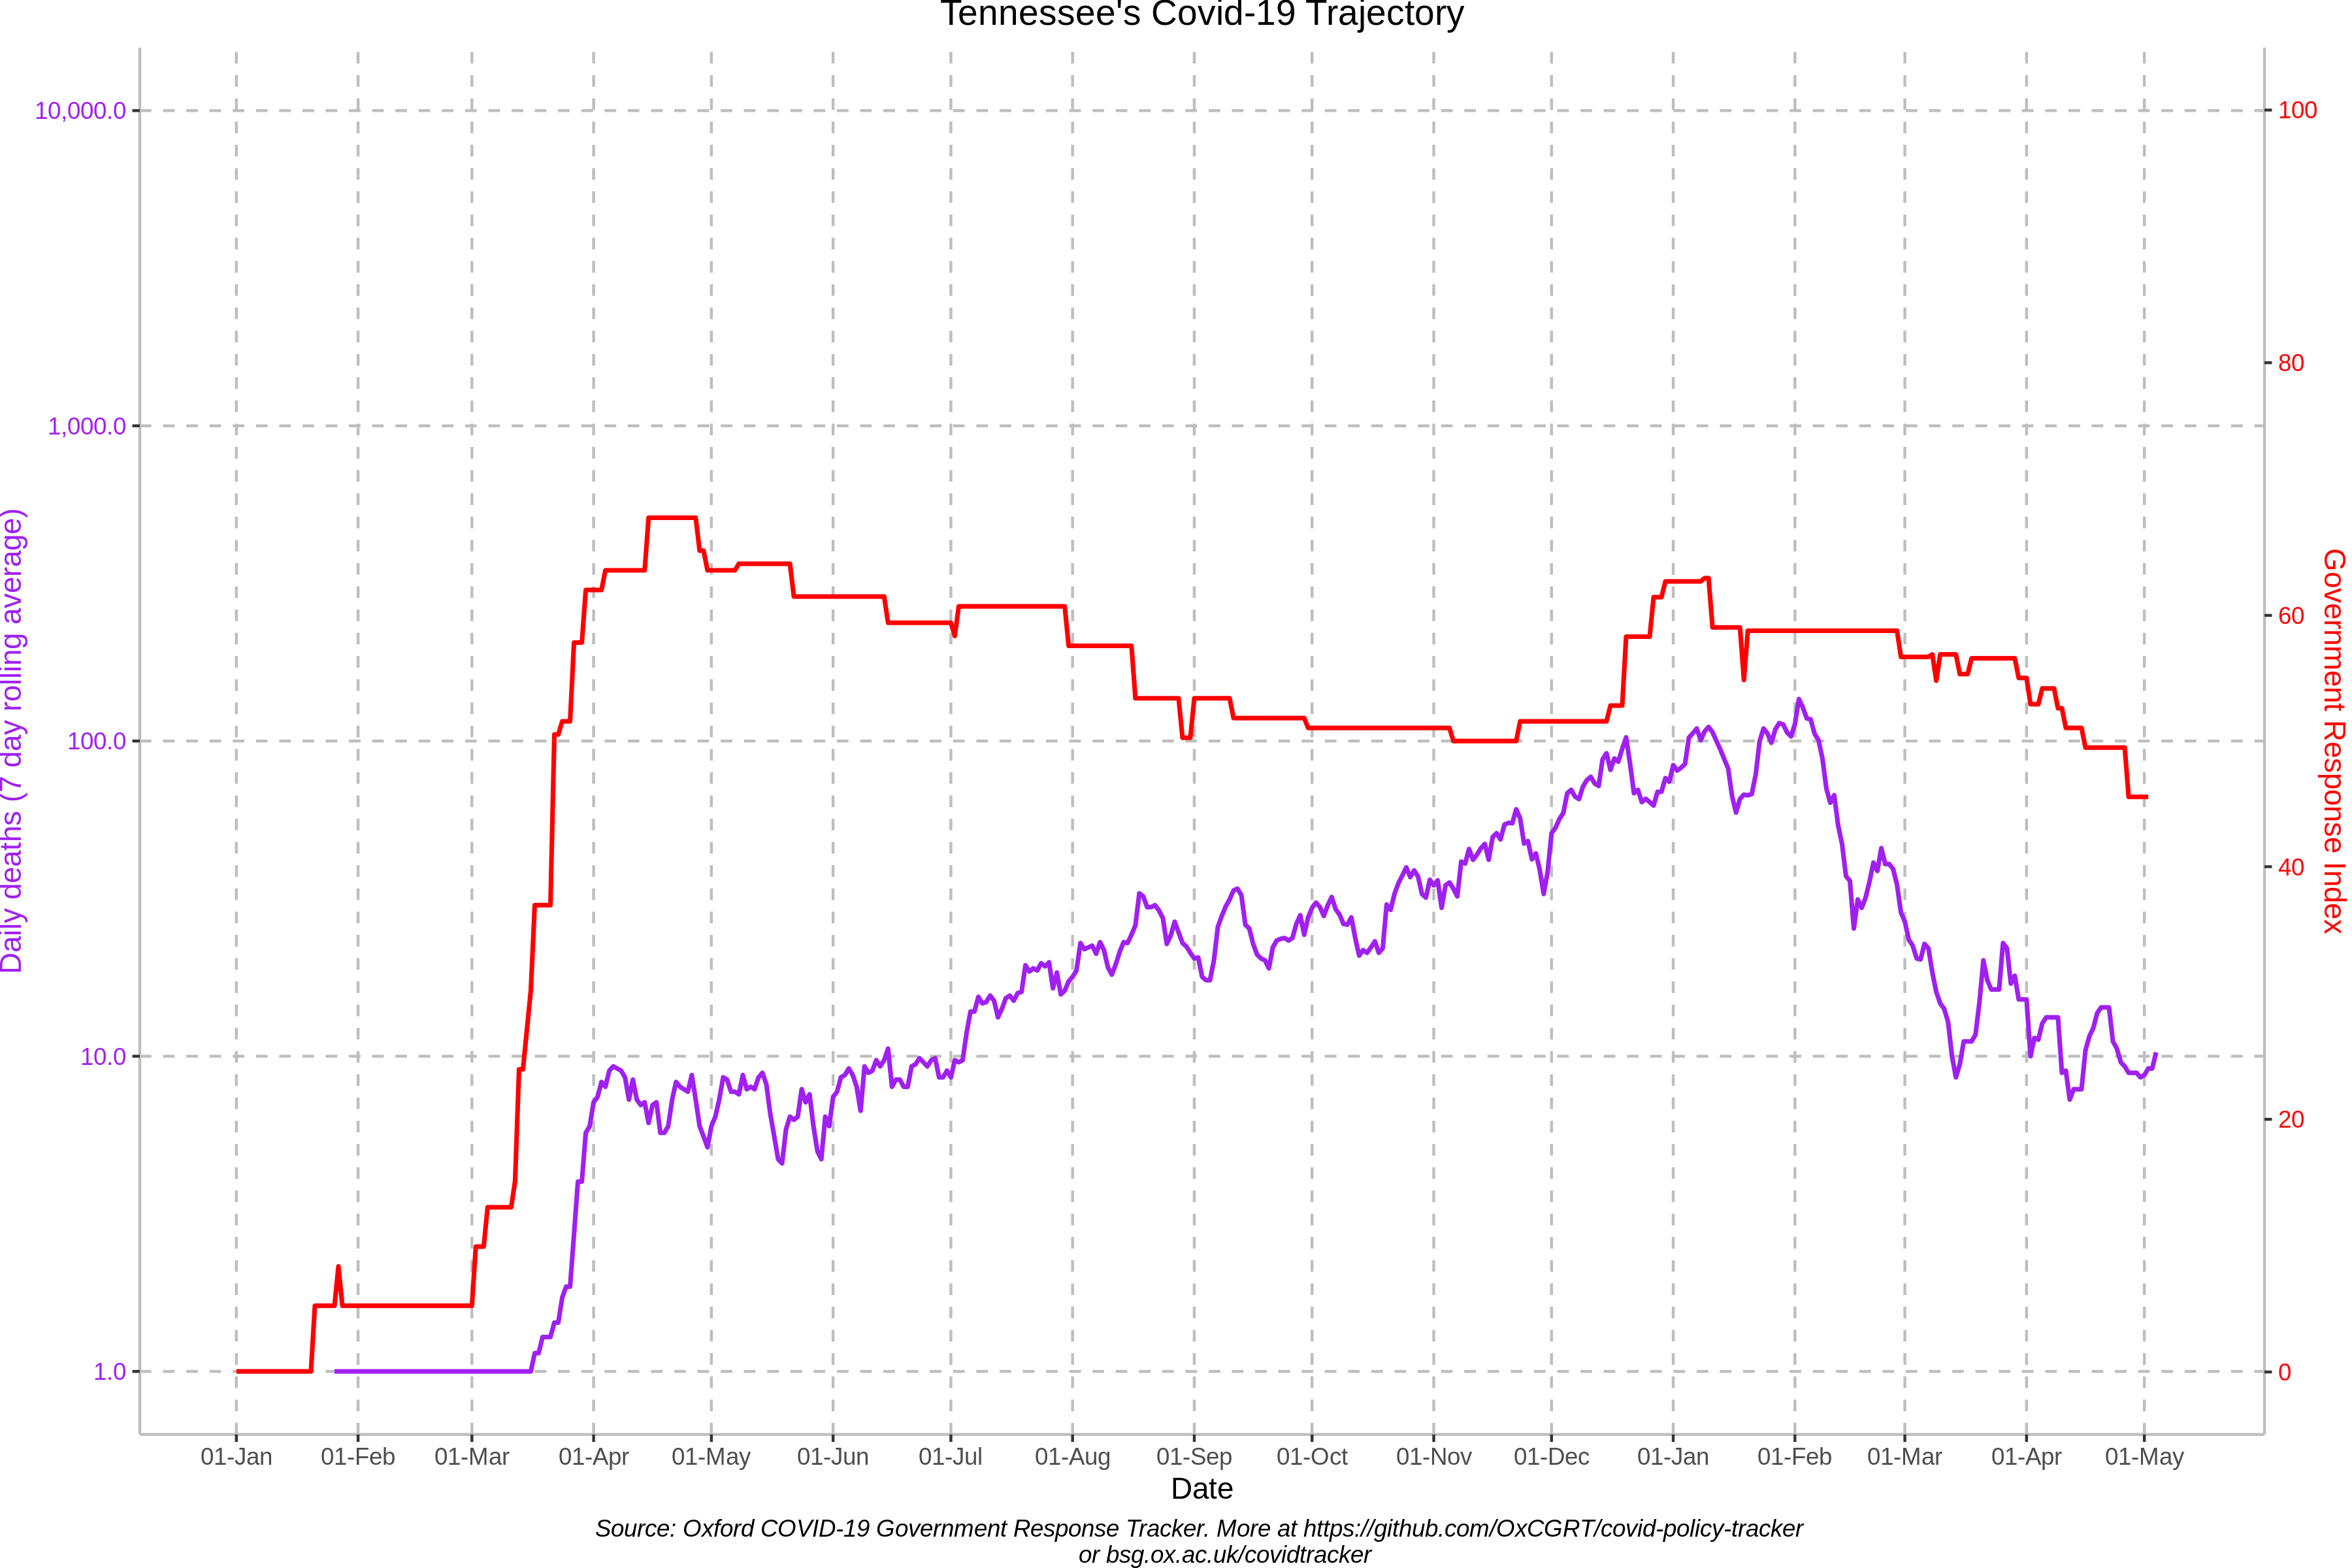 Tennessee's Covid-19 Trajectory
10,000.0
1,000.0
100.0
10.0
1.0
Daily deaths (7 day rolling average)
100
80
60
40
20
0
Government Response Index
01-Jan 01-Feb 01-Mar 01-Apr 01-May 01-Jun 01-Jul 01-Aug 01-Sep 01-Oct 01-Nov 01-Dec 01-Jan 01-Feb 01-Mar 01-Apr 01-May
Date
Source: Oxford COVID-19 Government Response Tracker. More at https://github.com/OxCGRT/covid-policy-tracker
or bsg.ox.ac.uk/covidtracker